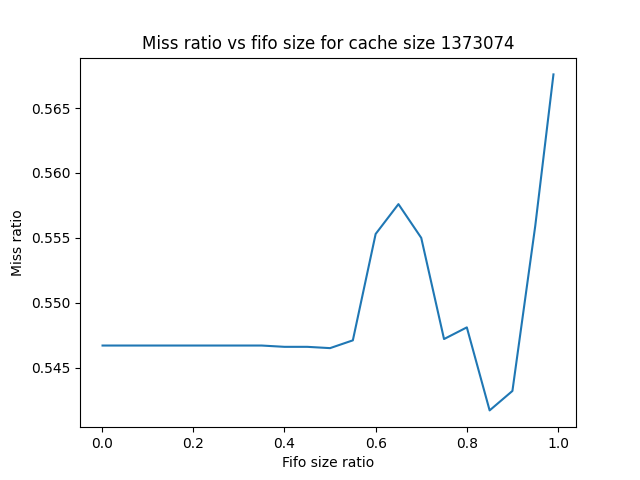 Miss ratio vs fifo size for cache size 1373074
0.565
0.560
0.555
0.550
0.545
Miss ratio
0.0 0.2 0.4 0.6 0.8 1.0
Fifo size ratio